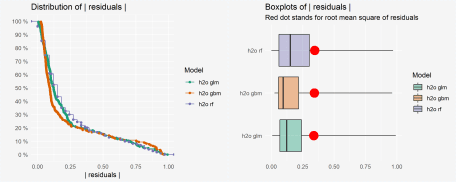 Distribution of | residuals |
100 %
90 %
80 %
70 %
60 %
50 %
40 %
30 %
20 %
10 %
0 %
0.00
0.25
0.50
0.75
1.00
| residuals |
Model
h2o glm
h2o gbm
h2o rf
Boxplots of | residuals |
Red dot stands for root mean square of residuals
h2o rf
h2o gbm
h2o glm
0.00
0.25
0.50
0.75
1.00
Model
h2o glm
h2o gbm
h2o rf